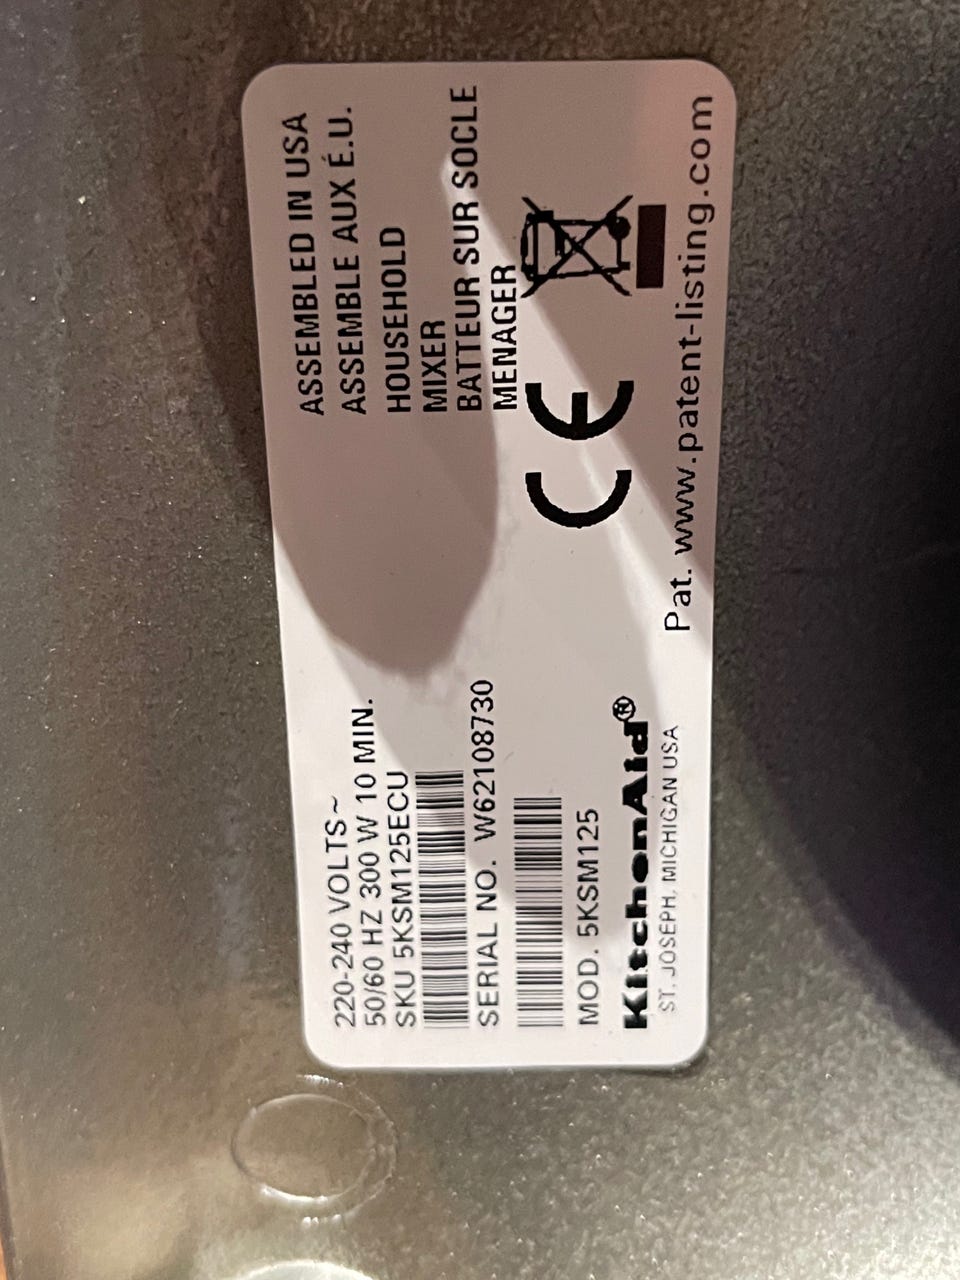 220-240 VOLTS~
50/60 HZ 300 W 10 MIN.
SKU 5KSM125ECU
SERIAL NO. W62108730
MOD. 5KSM125
KitchenAid®
ST. JOSEPH, MICHIGAN USA
ASSEMBLED IN USA
ASSEMBLE AUX É.U.
HOUSEHOLD
MIXER
BATTEUR SUR SOCLE
MENAGER
CE
Pat. www.patent-listing.com